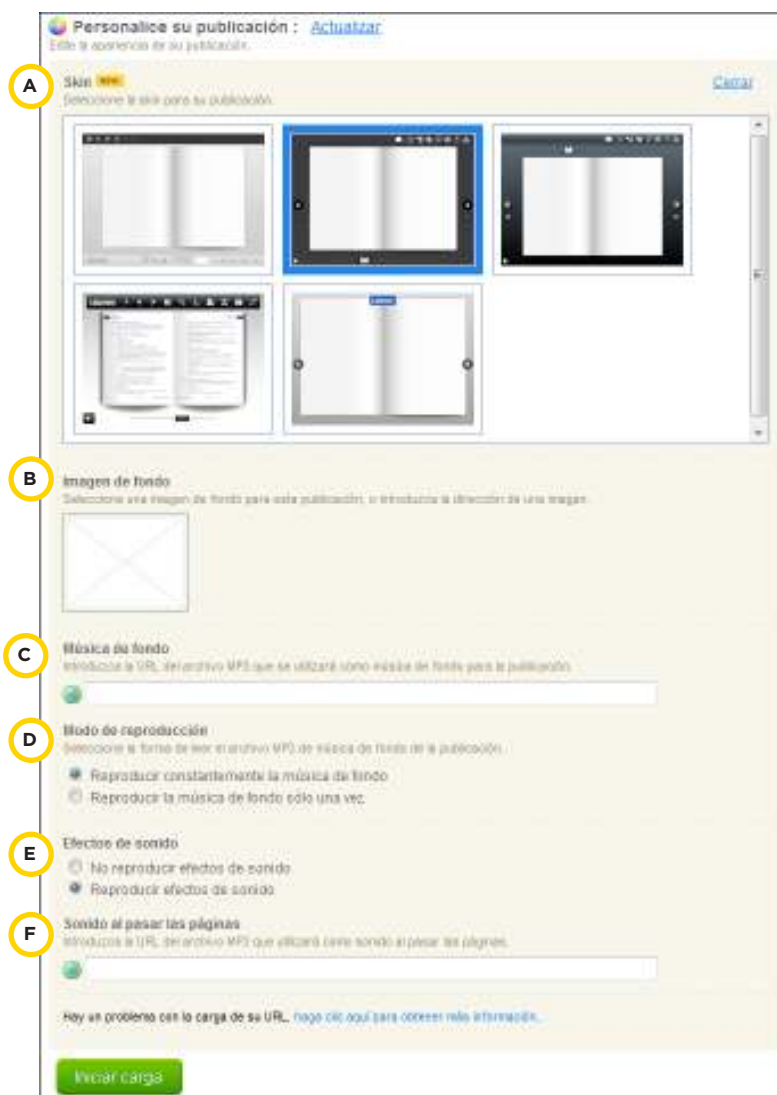 Personalice su publicación : Actualizar
Edite la apariencia de su publicación.
A
Skin NEW
Cerrar
Seleccione la skin para su publicación.
B
Imagen de fondo
Seleccione una imagen de fondo para esta publicación, o introduzca la dirección de una imagen.
C
Música de fondo
Introduzca la URL del archivo MP3 que se utilizará como música de fondo para la publicación.
D
Modo de reproducción
Seleccione la forma de leer el archivo MP3 de música de fondo de la publicación.
Reproducir constantemente la música de fondo
Reproducir la música de fondo sólo una vez
E
Efectos de sonido
No reproducir efectos de sonido
Reproducir efectos de sonido
F
Sonido al pasar las páginas
Introduzca la URL del archivo MP3 que utilizará como sonido al pasar las páginas.
Hay un problema con la carga de su URL, haga clic aquí para obtener más información.
Iniciar carga